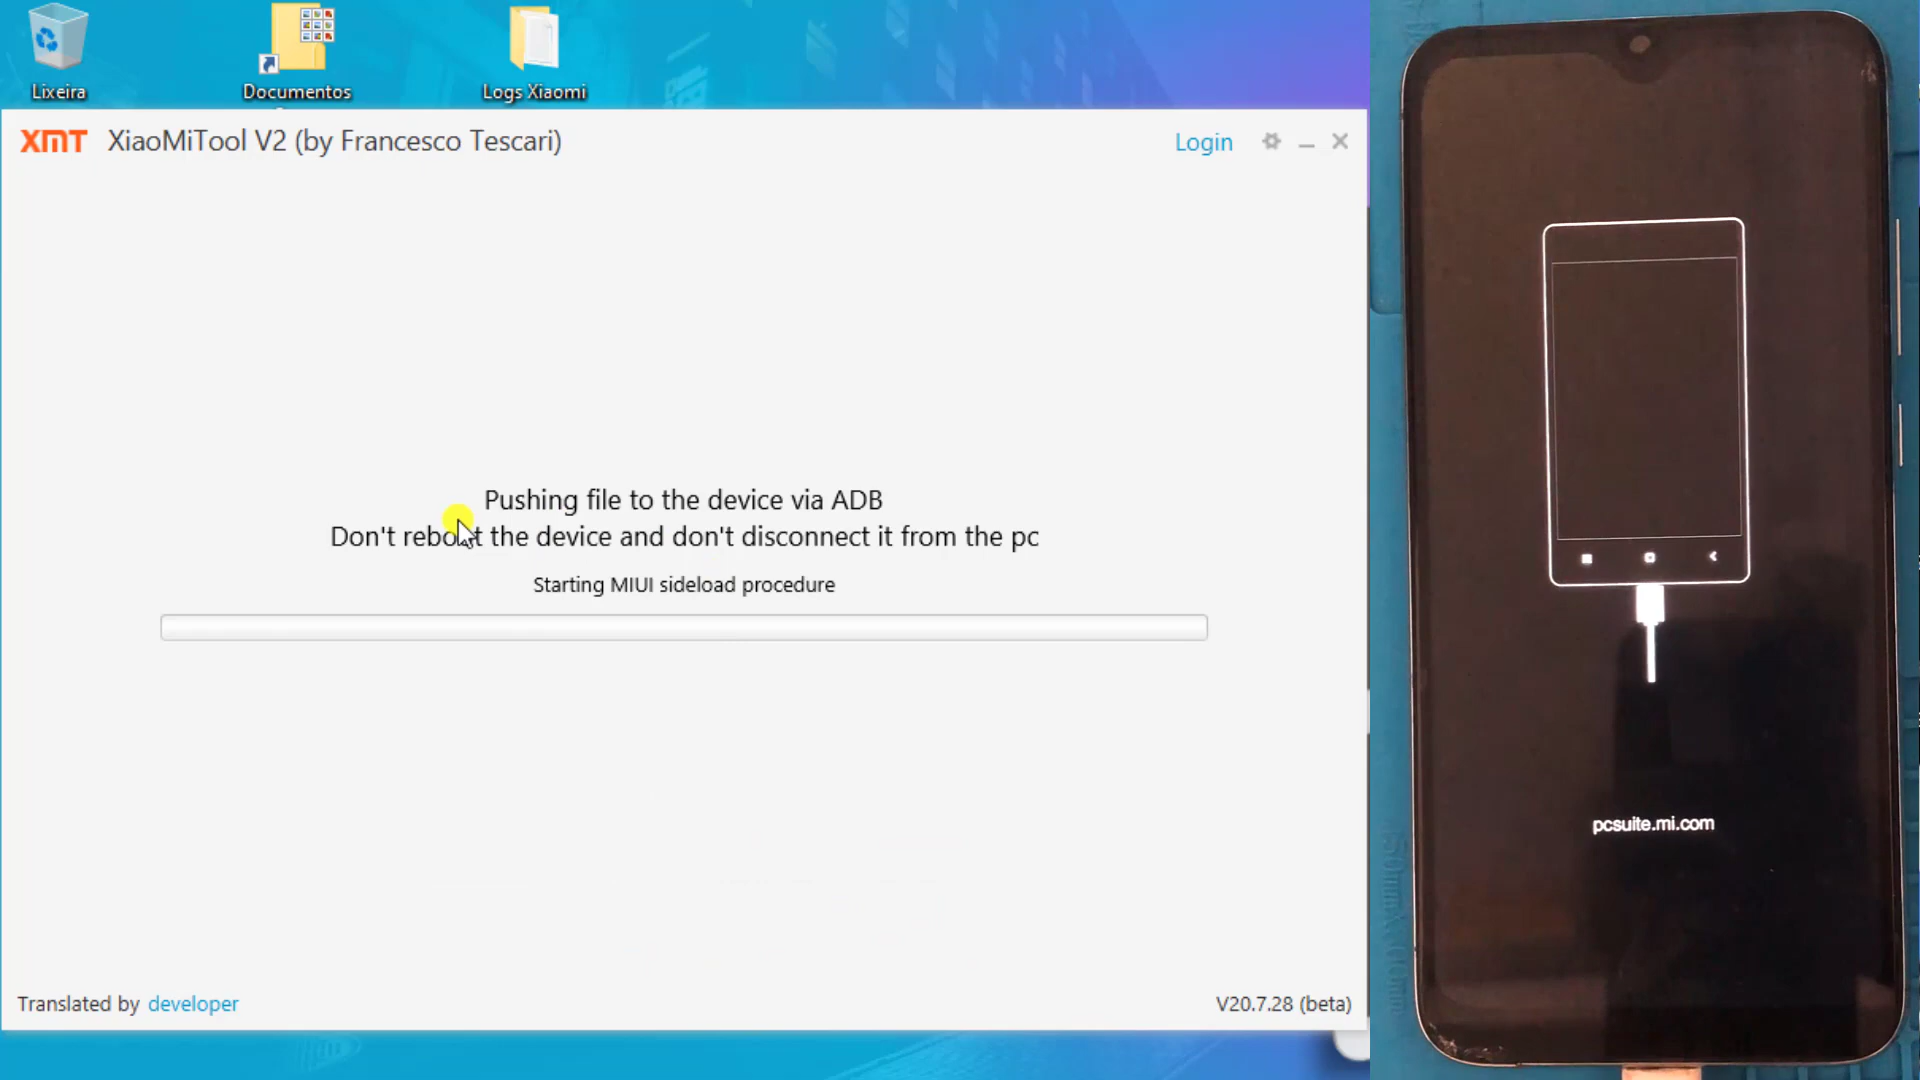 Lixeira
Documentos
Logs Xiaomi
XMT XiaoMiTool V2 (by Francesco Tescari)
Login
Pushing file to the device via ADB
Don't reboot the device and don't disconnect it from the pc
Starting MIUI sideload procedure
Translated by developer
V20.7.28 (beta)
pcsuite.mi.com